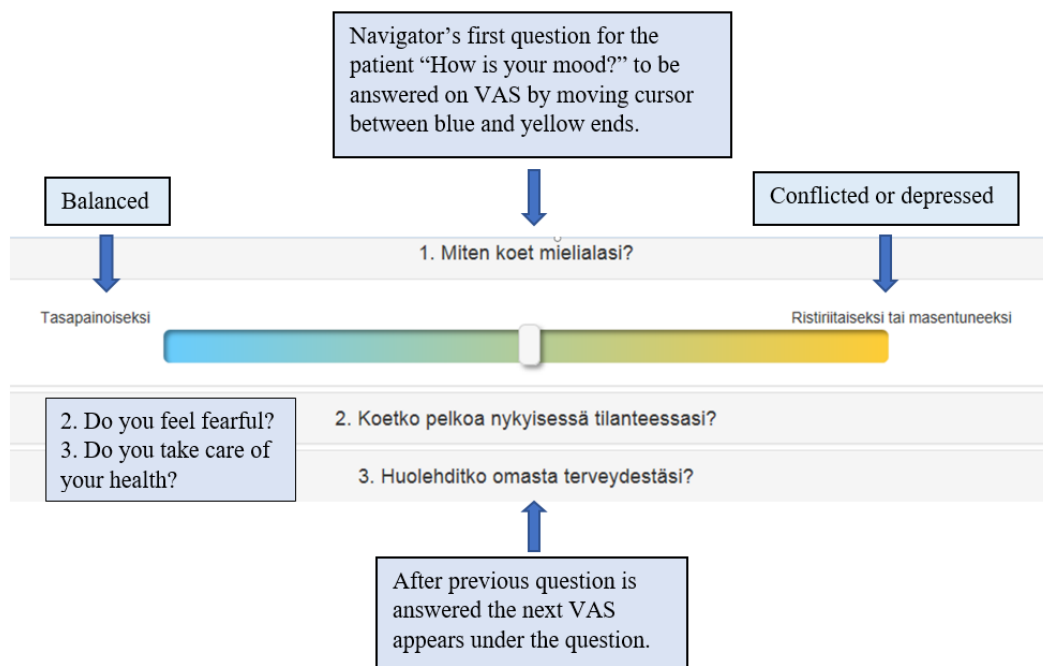 Navigator’s first question for the
patient “How is your mood?” to be
answered on VAS by moving cursor
between blue and yellow ends.
Balanced
Conflicted or depressed
1. Miten koet mielialasi?
Tasapainoiseksi
Ristiriitaiseksi tai masentuneeksi
2. Do you feel fearful?
3. Do you take care of
your health?
2. Koetko pelkoa nykyisessä tilanteessasi?
3. Huolehditko omasta terveydestäsi?
After previous question is
answered the next VAS
appears under the question.